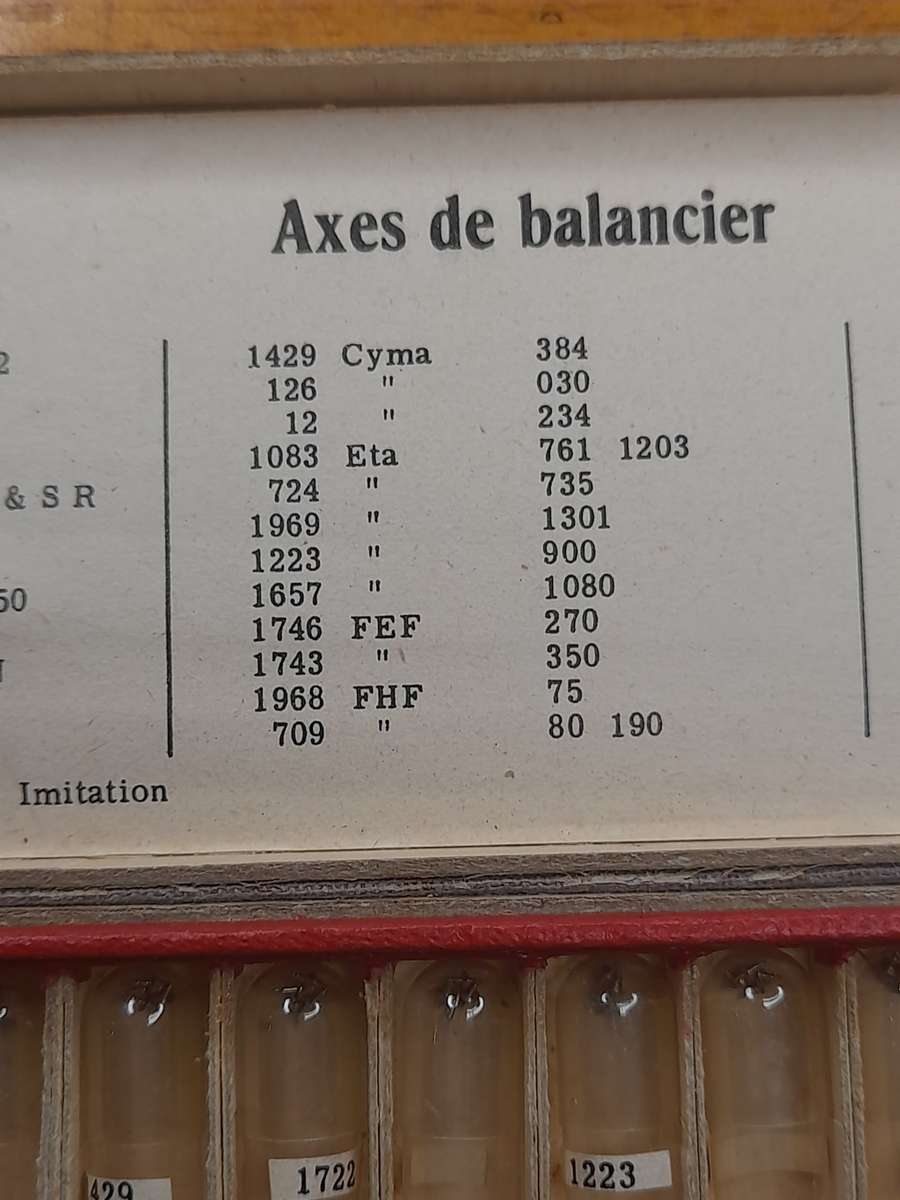 Axes de balancier
2
& S R
50
1429 Cyma 384
126 " 030
12 " 234
1083 Eta 761 1203
724 " 735
1969 " 1301
1223 " 900
1657 " 1080
1746 FEF 270
1743 " 350
1968 FHF 75
709 " 80 190
Imitation
429 1722 1223